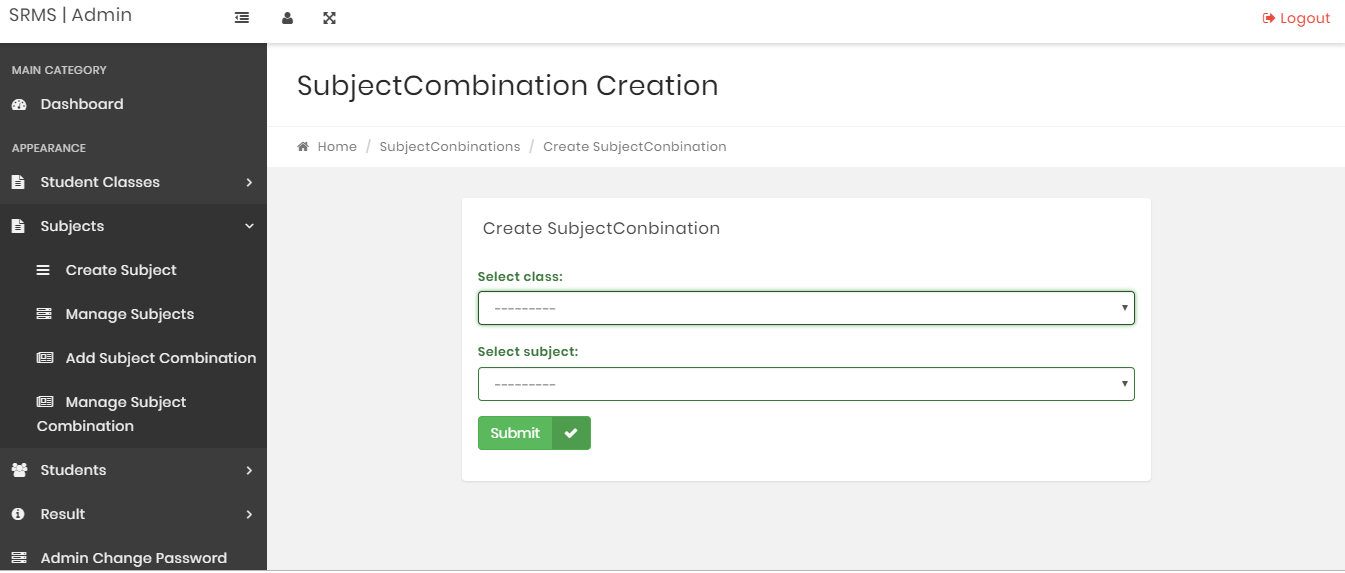 SRMS | Admin
Logout
MAIN CATEGORY
Dashboard
APPEARANCE
Student Classes
Subjects
Create Subject
Manage Subjects
Add Subject Combination
Manage Subject
Combination
Students
Result
Admin Change Password
SubjectCombination Creation
Home / SubjectConbinations / Create SubjectConbination
Create SubjectConbination
Select class:
---------
Select subject:
---------
Submit